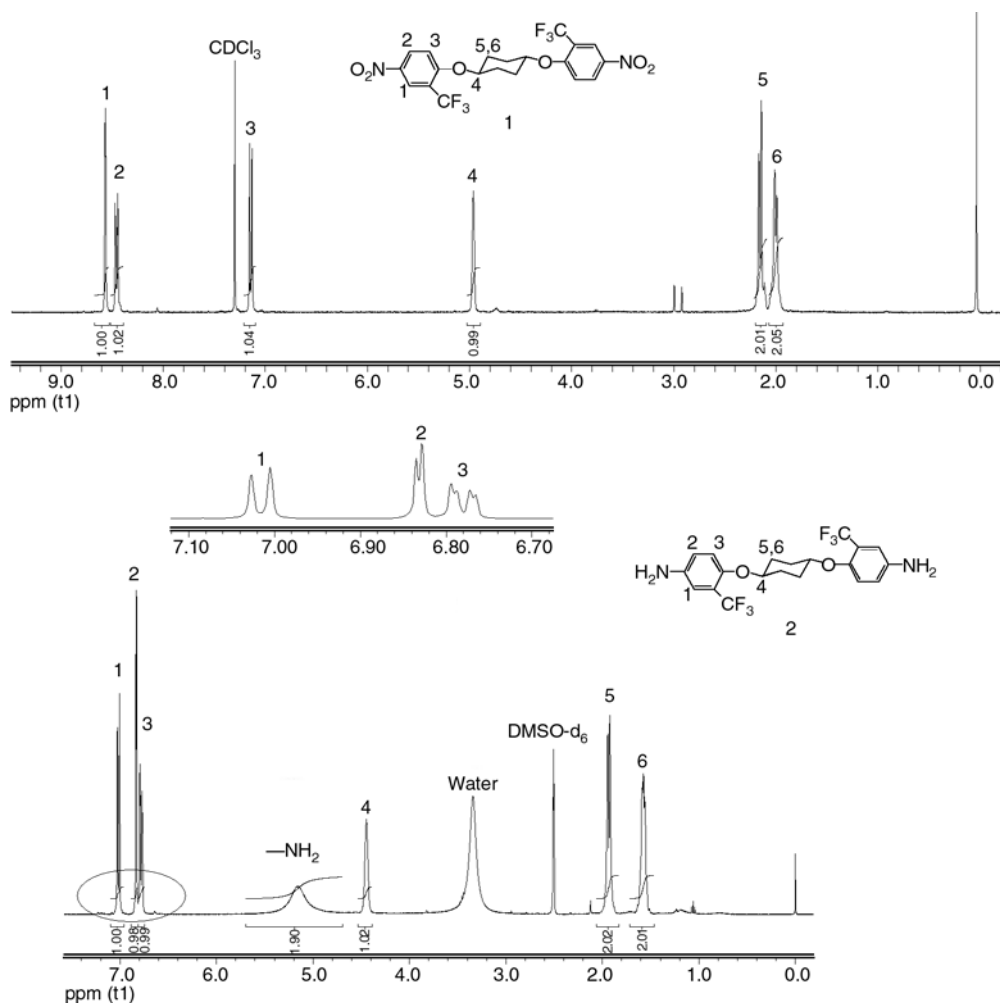 CDCl3
2 3 5,6 F3C
O2N O O NO2
1 CF3 4
1
1
2
3
4
5
6
1.00 1.02 1.04 0.99 2.01 2.05
9.0 8.0 7.0 6.0 5.0 4.0 3.0 2.0 1.0 0.0
ppm (t1)
1
2
3
7.10 7.00 6.90 6.80 6.70
2 3 5,6 F3C
H2N O O NH2
1 CF3 4
2
2
1
3
—NH2
4
Water
DMSO-d6
5
6
1.00 0.98 0.99 1.90 1.02 2.02 2.01
7.0 6.0 5.0 4.0 3.0 2.0 1.0 0.0
ppm (t1)